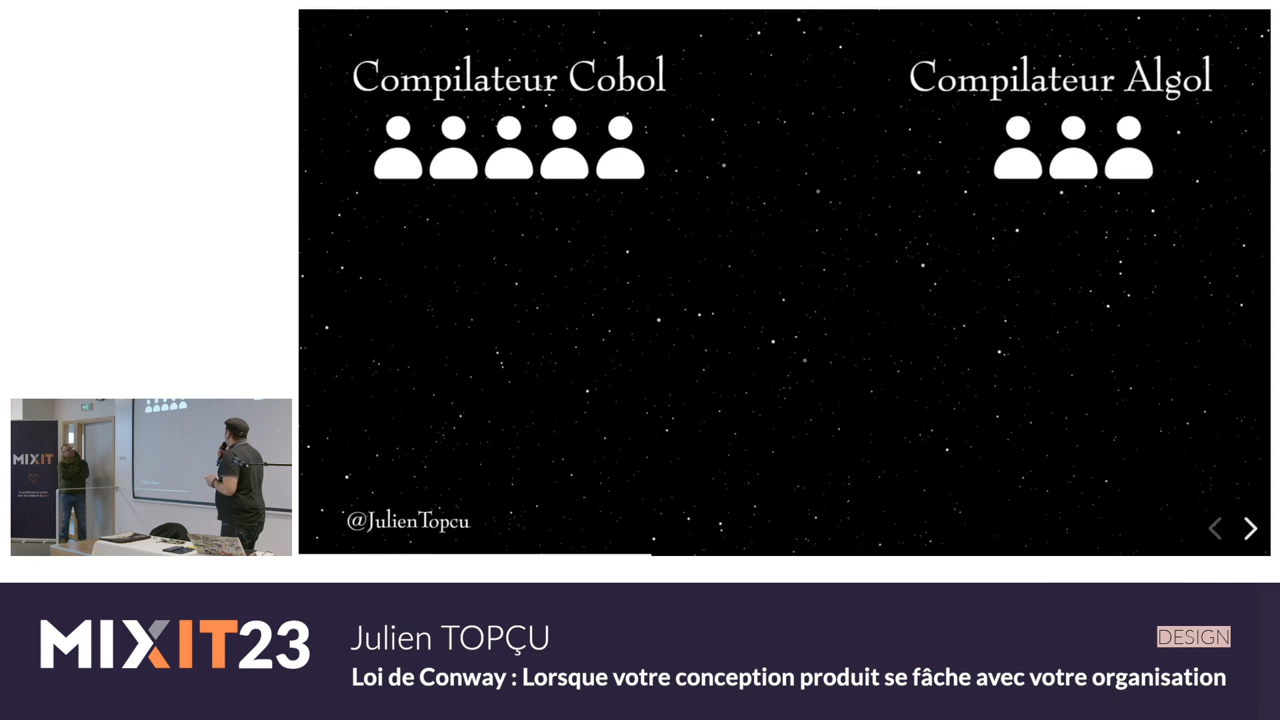 Compilateur Cobol
Compilateur Algol
@JulienTopcu
MIXIT
MIXIT23
Julien TOPÇU
DESIGN
Loi de Conway : Lorsque votre conception produit se fâche avec votre organisation